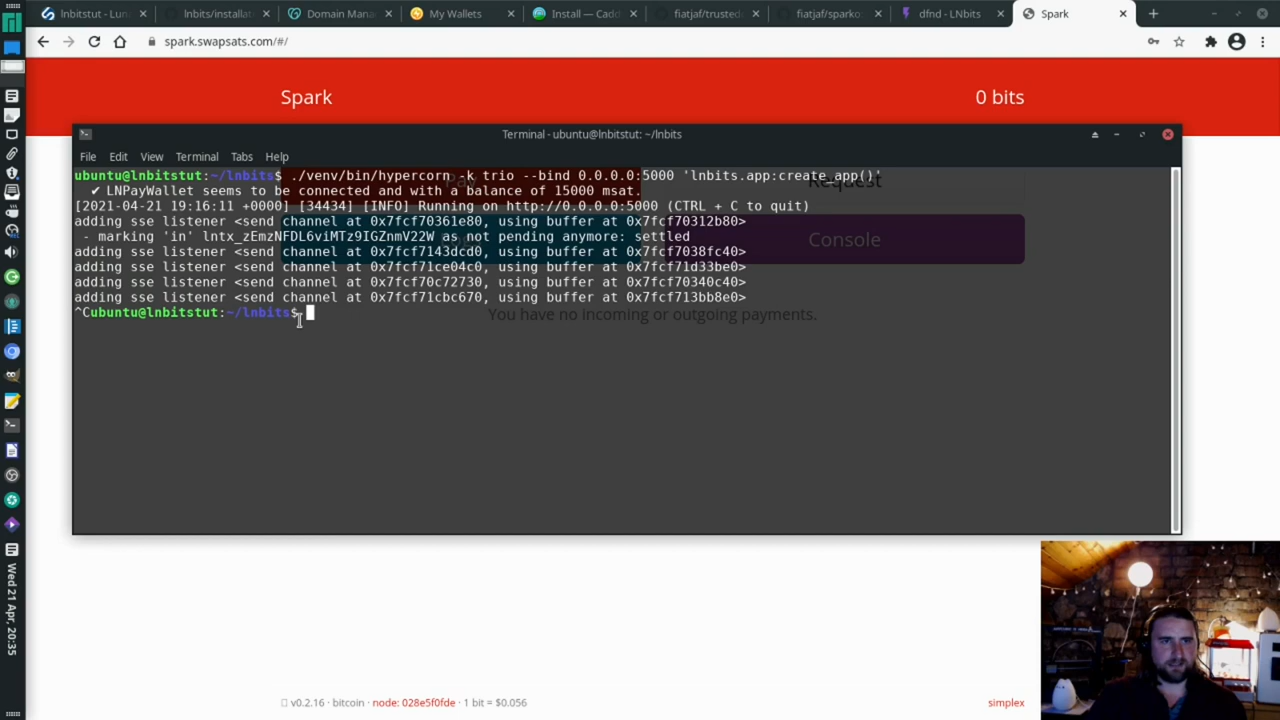 lnbitstut - Lun
lnbits/installat
Domain Mana
My Wallets
Install — Cadd
fiatjaf/trusted
fiatjaf/sparko
dfnd - LNbits
Spark
spark.swapsats.com/#/
Spark
0 bits
Terminal - ubuntu@lnbitstut: ~/lnbits
File Edit View Terminal Tabs Help
ubuntu@lnbitstut:~/lnbits$ ./venv/bin/hypercorn -k trio --bind 0.0.0.0:5000 'lnbits.app:create_app()'
Request
✔ LNPayWallet seems to be connected and with a balance of 15000 msat.
[2021-04-21 19:16:11 +0000] [34434] [INFO] Running on http://0.0.0.0:5000 (CTRL + C to quit)
adding sse listener <send channel at 0x7fcf70361e80, using buffer at 0x7fcf70312b80>
- marking 'in' lntx_zEmzNFDL6viMTz9IGZnmV22W as not pending anymore: settled
Console
adding sse listener <send channel at 0x7fcf7143dcd0, using buffer at 0x7fcf7038fc40>
adding sse listener <send channel at 0x7fcf71ce04c0, using buffer at 0x7fcf71d33be0>
adding sse listener <send channel at 0x7fcf70c72730, using buffer at 0x7fcf70340c40>
adding sse listener <send channel at 0x7fcf71cbc670, using buffer at 0x7fcf713bb8e0>
^Cubuntu@lnbitstut:~/lnbits$
You have no incoming or outgoing payments.
Wed 21 Apr, 20:35
v0.2.16 · bitcoin · node: 028e5f0fde · 1 bit = $0.056
simplex